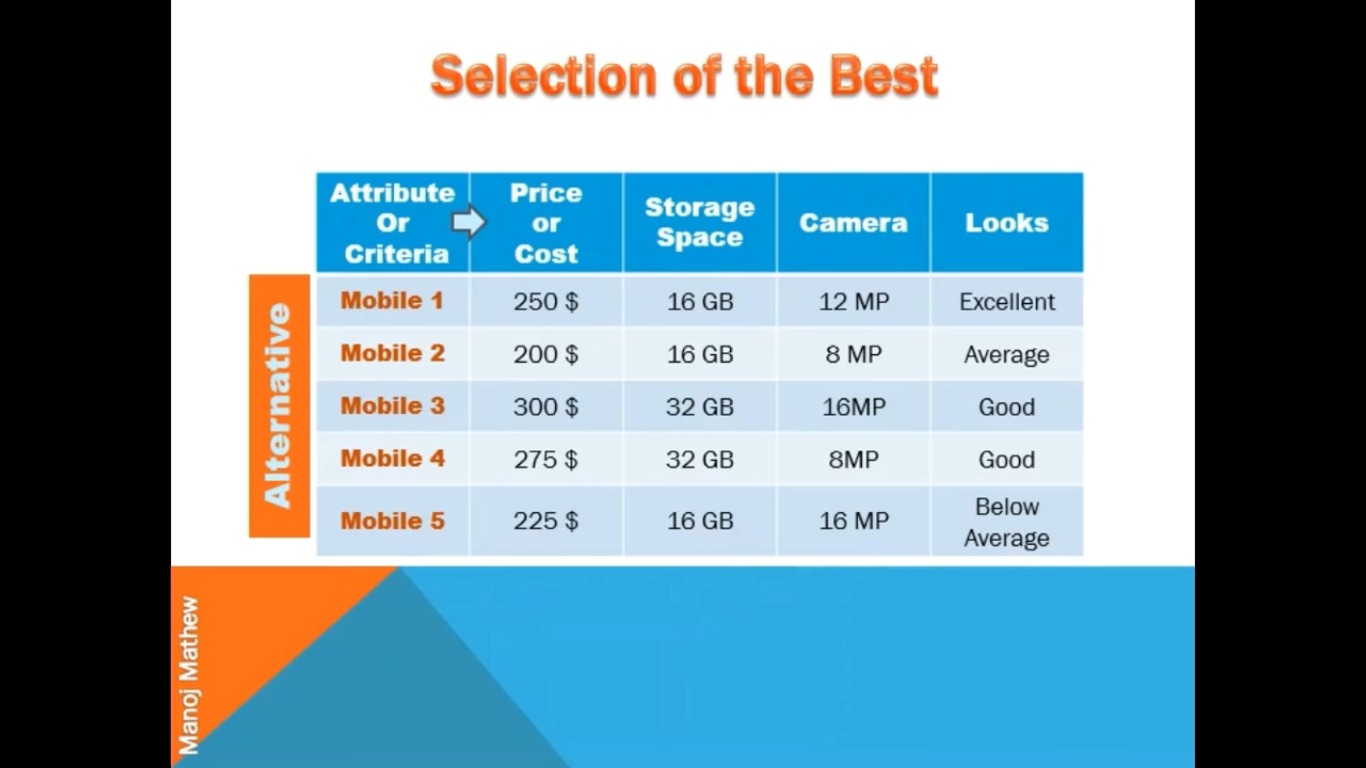 Selection of the Best
Attribute Or Criteria Price or Cost Storage Space Camera Looks
Alternative
Mobile 1 250 $ 16 GB 12 MP Excellent
Mobile 2 200 $ 16 GB 8 MP Average
Mobile 3 300 $ 32 GB 16MP Good
Mobile 4 275 $ 32 GB 8MP Good
Mobile 5 225 $ 16 GB 16 MP Below Average
Manoj Mathew